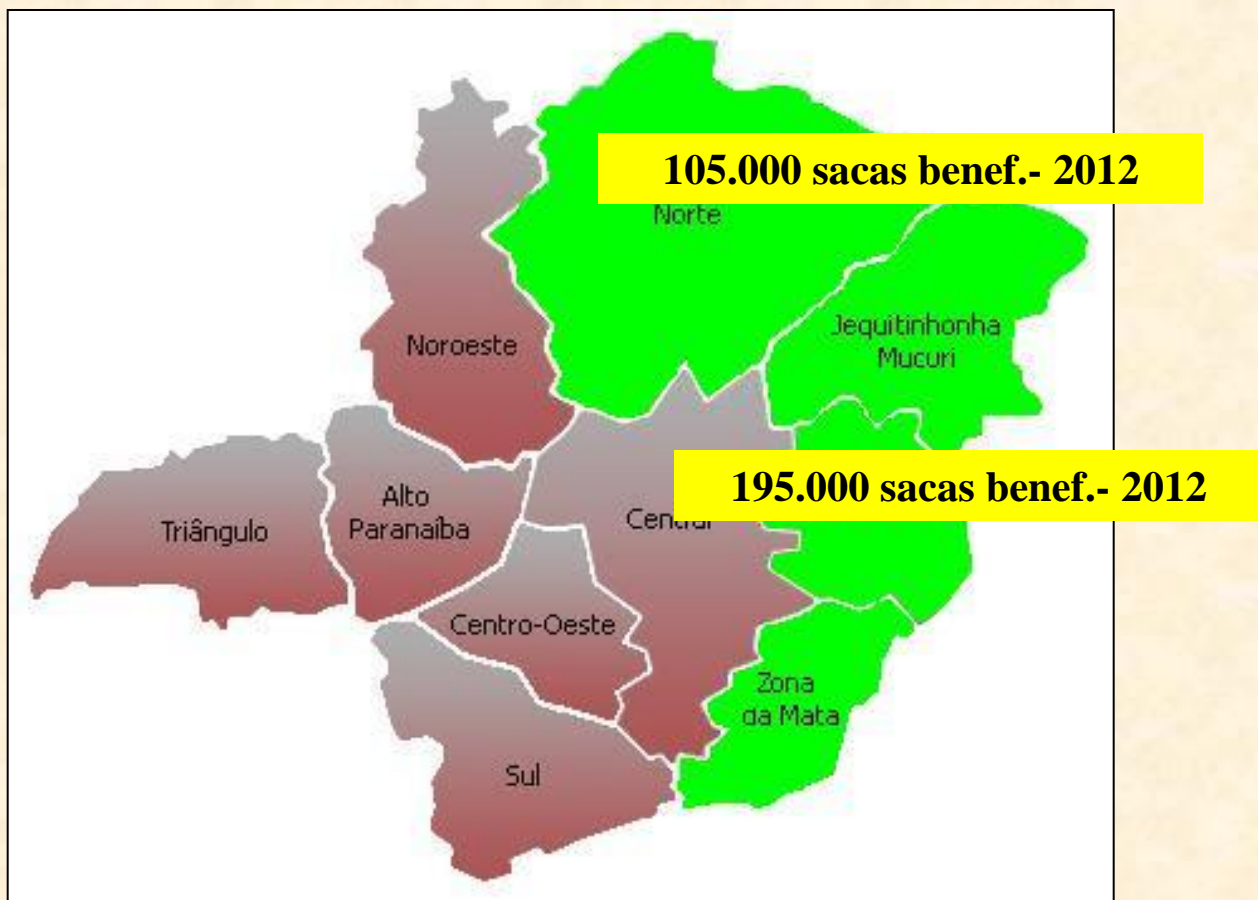 105.000 sacas benef.- 2012
Norte
Jequitinhonha
Mucuri
Noroeste
195.000 sacas benef.- 2012
Alto
Paranaíba
Triângulo
Central
Centro-Oeste
Zona
da Mata
Sul